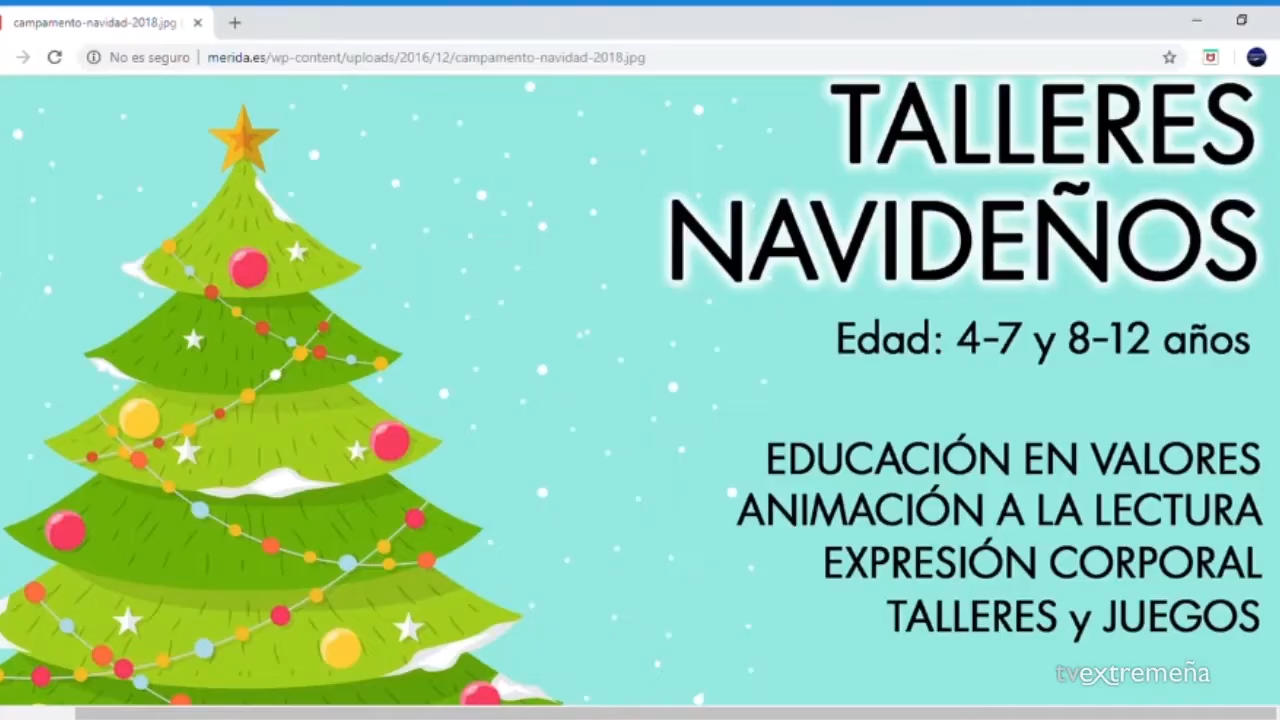 campamento-navidad-2018.jpg
No es seguro | merida.es/wp-content/uploads/2016/12/campamento-navidad-2018.jpg
TALLERES
NAVIDEÑOS
Edad: 4-7 y 8-12 años
EDUCACIÓN EN VALORES
ANIMACIÓN A LA LECTURA
EXPRESIÓN CORPORAL
TALLERES y JUEGOS
tvextremeña